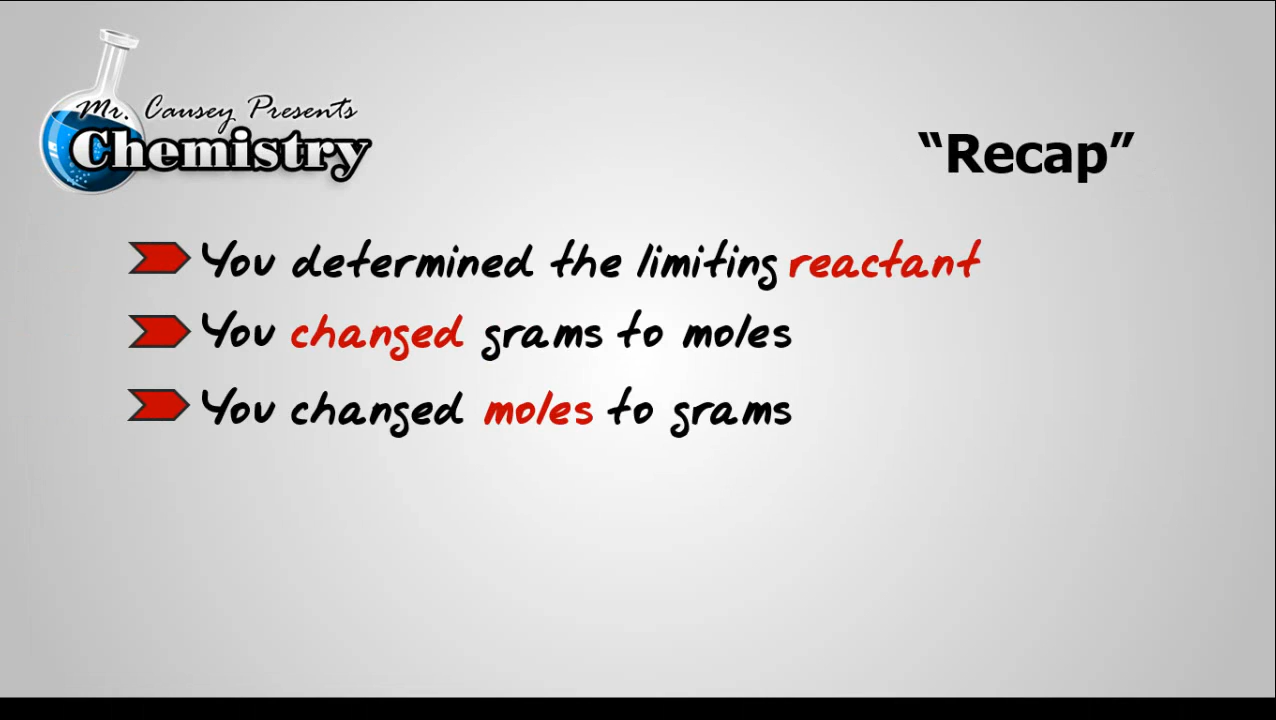 Mr. Causey Presents
Chemistry
“Recap”
You determined the limiting reactant
You changed grams to moles
You changed moles to grams